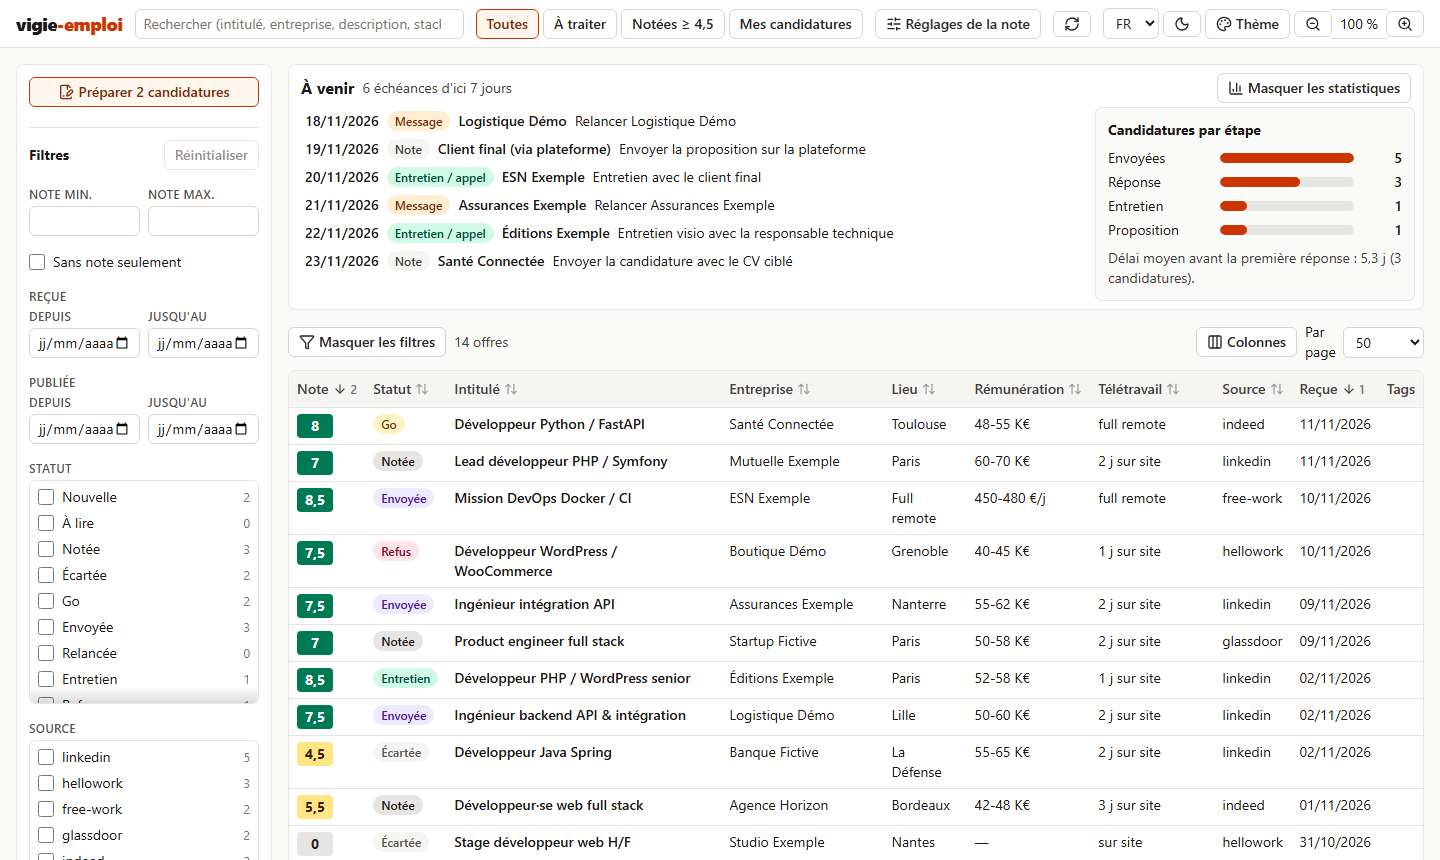 vigie-emploi
Rechercher (intitulé, entreprise, description, stacl
Toutes
À traiter
Notées ≥ 4,5
Mes candidatures
Réglages de la note
FR
Thème
100 %
Préparer 2 candidatures
Filtres
Réinitialiser
NOTE MIN.
NOTE MAX.
Sans note seulement
REÇUE
DEPUIS
JUSQU'AU
jj/mm/aaaa
jj/mm/aaaa
PUBLIÉE
DEPUIS
JUSQU'AU
jj/mm/aaaa
jj/mm/aaaa
STATUT
Nouvelle 2
À lire 0
Notée 3
Écartée 2
Go 2
Envoyée 3
Relancée 0
Entretien 1
SOURCE
linkedin 5
hellowork 3
free-work 2
glassdoor 2
À venir 6 échéances d'ici 7 jours
Masquer les statistiques
18/11/2026 Message Logistique Démo Relancer Logistique Démo
19/11/2026 Note Client final (via plateforme) Envoyer la proposition sur la plateforme
20/11/2026 Entretien / appel ESN Exemple Entretien avec le client final
21/11/2026 Message Assurances Exemple Relancer Assurances Exemple
22/11/2026 Entretien / appel Éditions Exemple Entretien visio avec la responsable technique
23/11/2026 Note Santé Connectée Envoyer la candidature avec le CV ciblé
Candidatures par étape
Envoyées 5
Réponse 3
Entretien 1
Proposition 1
Délai moyen avant la première réponse : 5,3 j (3
candidatures).
Masquer les filtres
14 offres
Colonnes
Par
page
50
Note 2 Statut Intitulé Entreprise Lieu Rémunération Télétravail Source Reçue 1 Tags
8 Go Développeur Python / FastAPI Santé Connectée Toulouse 48-55 K€ full remote indeed 11/11/2026
7 Notée Lead développeur PHP / Symfony Mutuelle Exemple Paris 60-70 K€ 2 j sur site linkedin 11/11/2026
8,5 Envoyée Mission DevOps Docker / CI ESN Exemple Full 450-480 €/j full remote free-work 10/11/2026
remote
7,5 Refus Développeur WordPress / Boutique Démo Grenoble 40-45 K€ 1 j sur site hellowork 10/11/2026
WooCommerce
7,5 Envoyée Ingénieur intégration API Assurances Exemple Nanterre 55-62 K€ 2 j sur site linkedin 09/11/2026
7 Notée Product engineer full stack Startup Fictive Paris 50-58 K€ 2 j sur site glassdoor 09/11/2026
8,5 Entretien Développeur PHP / WordPress senior Éditions Exemple Paris 52-58 K€ 1 j sur site linkedin 02/11/2026
7,5 Envoyée Ingénieur backend API & intégration Logistique Démo Lille 50-60 K€ 2 j sur site linkedin 02/11/2026
4,5 Écartée Développeur Java Spring Banque Fictive La 55-65 K€ 2 j sur site linkedin 02/11/2026
Défense
5,5 Notée Développeur·se web full stack Agence Horizon Bordeaux 42-48 K€ 3 j sur site indeed 01/11/2026
0 Écartée Stage développeur web H/F Studio Exemple Nantes — sur site hellowork 31/10/2026